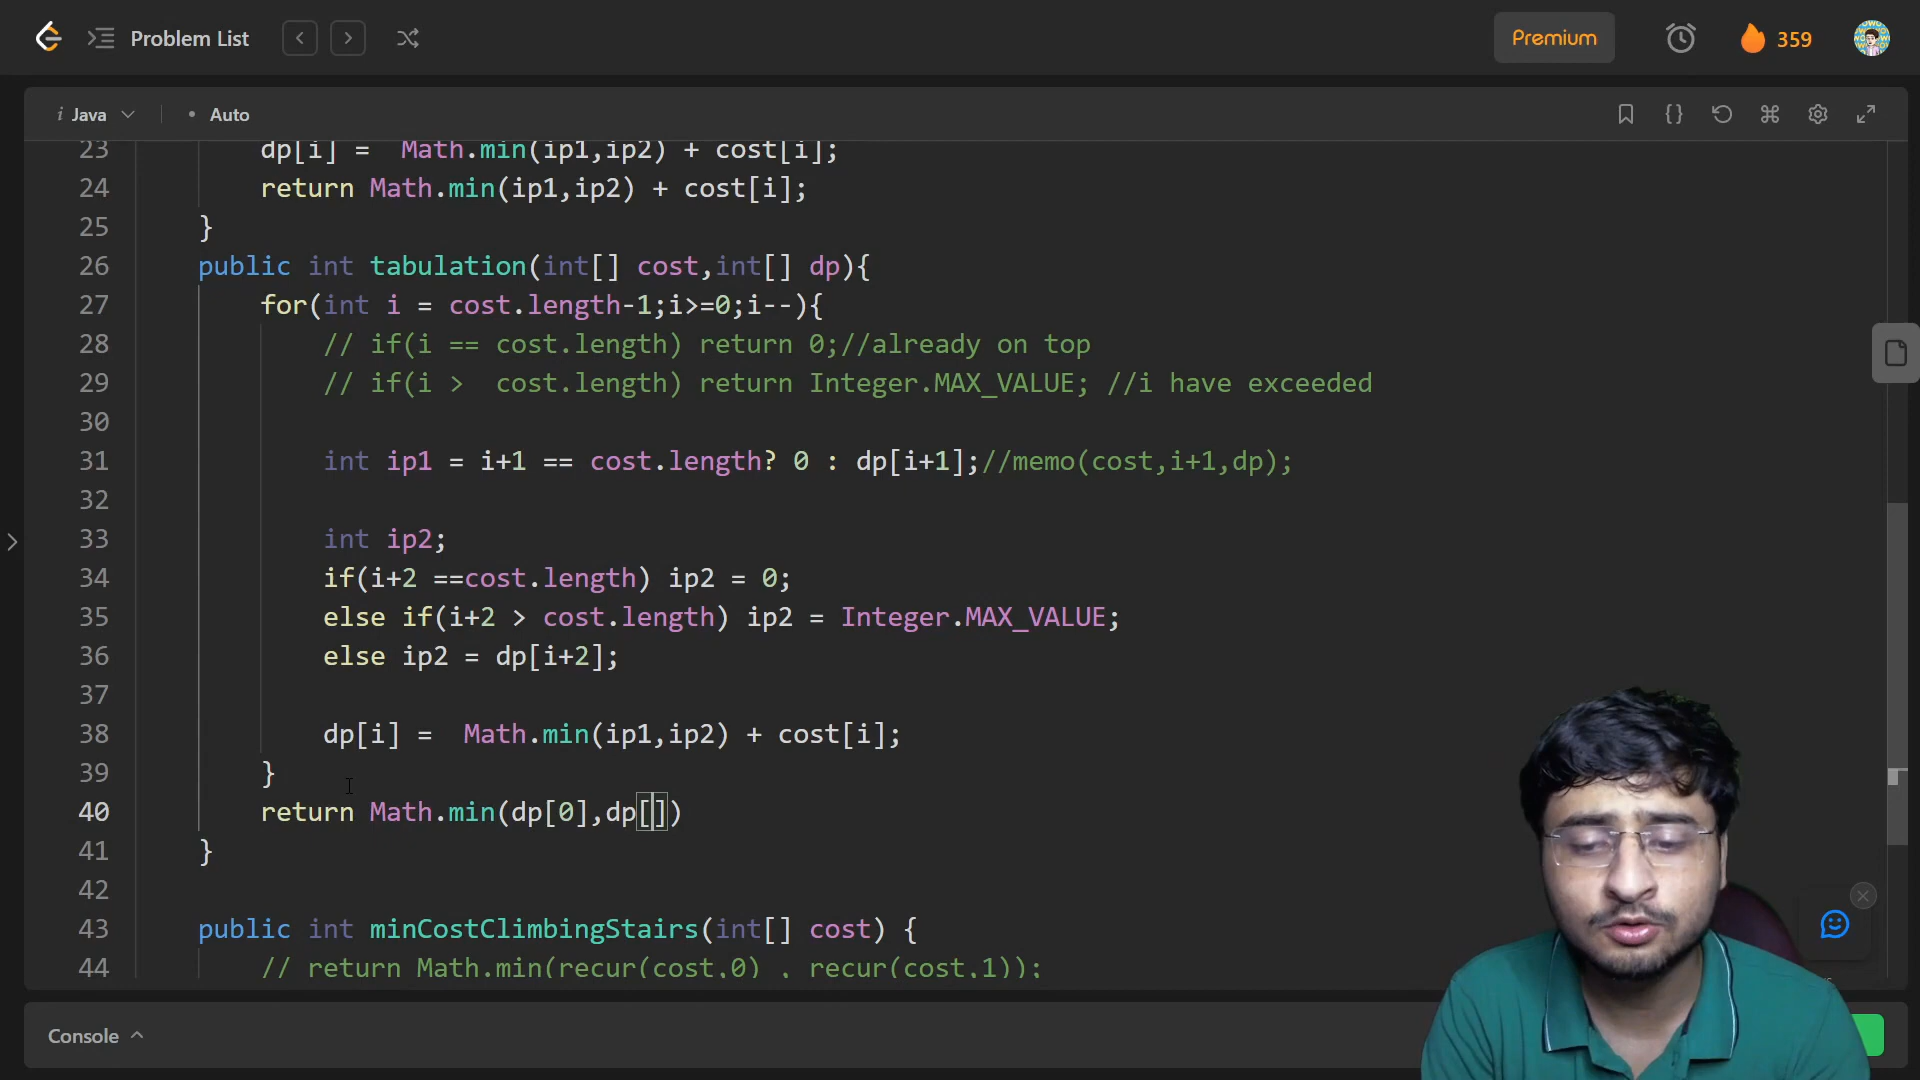 Problem List
Premium
359
i Java
• Auto
23 dp[i] =  Math.min(ip1,ip2) + cost[i];
24 return Math.min(ip1,ip2) + cost[i];
25 }
26 public int tabulation(int[] cost,int[] dp){
27 for(int i = cost.length-1;i>=0;i--){
28 // if(i == cost.length) return 0;//already on top
29 // if(i >  cost.length) return Integer.MAX_VALUE; //i have exceeded
30
31 int ip1 = i+1 == cost.length? 0 : dp[i+1];//memo(cost,i+1,dp);
32
33 int ip2;
34 if(i+2 ==cost.length) ip2 = 0;
35 else if(i+2 > cost.length) ip2 = Integer.MAX_VALUE;
36 else ip2 = dp[i+2];
37
38 dp[i] =  Math.min(ip1,ip2) + cost[i];
39 }
40 return Math.min(dp[0],dp[])
41 }
42
43 public int minCostClimbingStairs(int[] cost) {
44 // return Math.min(recur(cost,0) , recur(cost,1));
Console